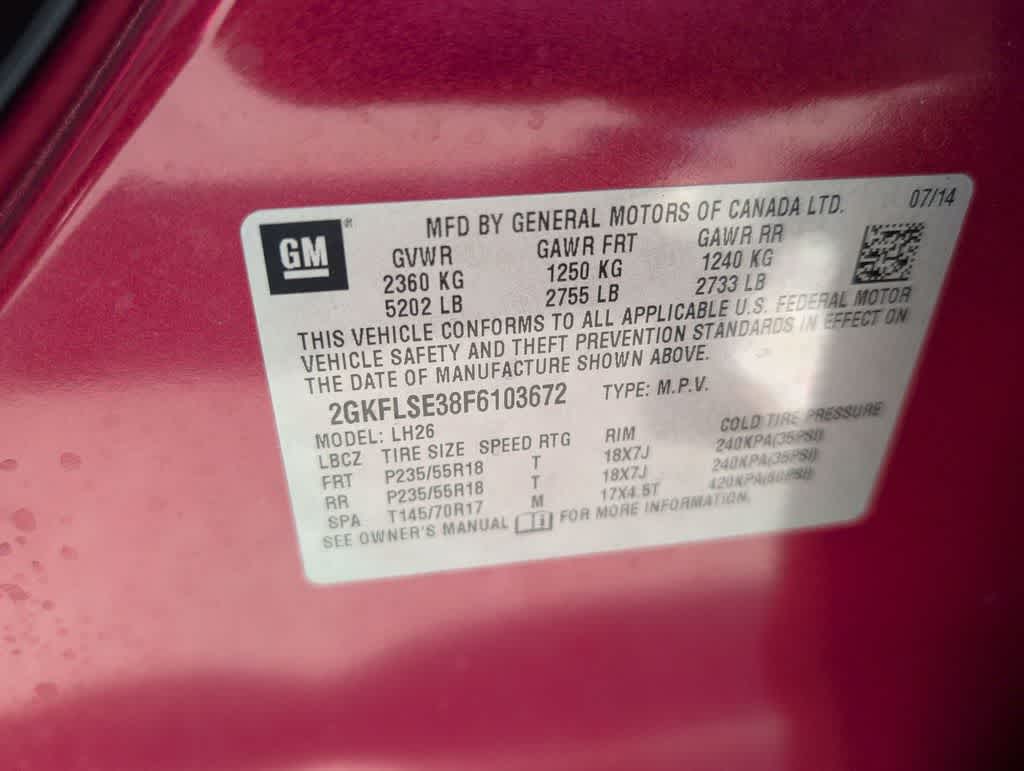 07/14
GM ® MFD BY GENERAL MOTORS OF CANADA LTD.
GVWR GAWR FRT GAWR RR
2360 KG 1250 KG 1240 KG
5202 LB 2755 LB 2733 LB
THIS VEHICLE CONFORMS TO ALL APPLICABLE U.S. FEDERAL MOTOR
VEHICLE SAFETY AND THEFT PREVENTION STANDARDS IN EFFECT ON
THE DATE OF MANUFACTURE SHOWN ABOVE.
2GKFLSE38F6103672 TYPE: M.P.V.
MODEL: LH26
LBCZ TIRE SIZE SPEED RTG RIM COLD TIRE PRESSURE
FRT P235/55R18 T 18X7J 240KPA(35PSI)
RR P235/55R18 T 18X7J 240KPA(35PSI)
SPA T145/70R17 M 17X4.5T 420KPA(60PSI)
SEE OWNER'S MANUAL FOR MORE INFORMATION.